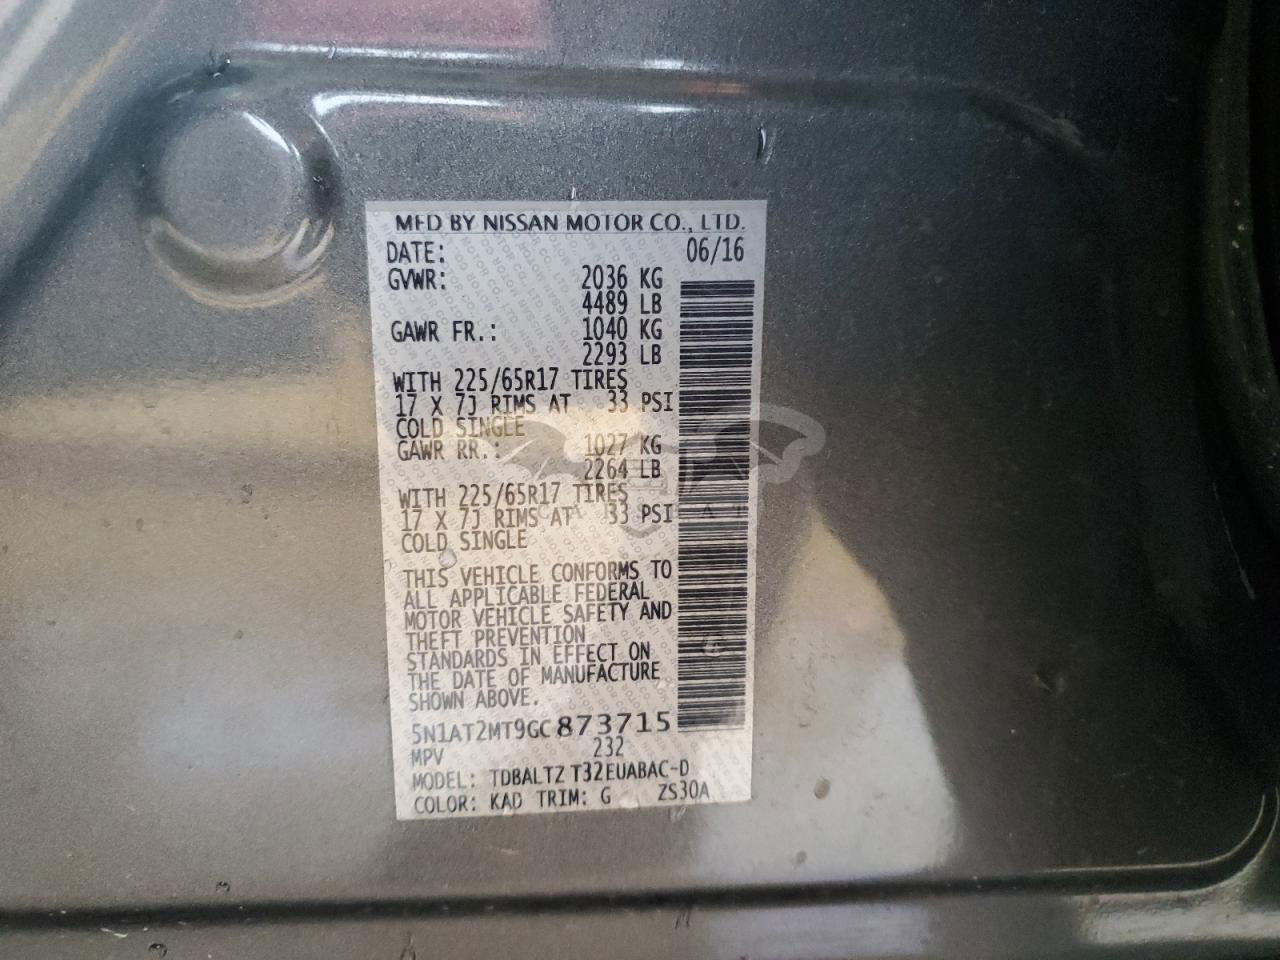 MFD BY NISSAN MOTOR CO., LTD.
DATE: 06/16
GVWR: 2036 KG
4489 LB
GAWR FR.: 1040 KG
2293 LB
WITH 225/65R17 TIRES
17 X 7J RIMS AT 33 PSI
COLD SINGLE
GAWR RR.: 1027 KG
2264 LB
WITH 225/65R17 TIRES
17 X 7J RIMS AT 33 PSI
COLD SINGLE
THIS VEHICLE CONFORMS TO
ALL APPLICABLE FEDERAL
MOTOR VEHICLE SAFETY AND
THEFT PREVENTION
STANDARDS IN EFFECT ON
THE DATE OF MANUFACTURE
SHOWN ABOVE.
5N1AT2MT9GC873715
MPV 232
MODEL: TDBALTZ T32EUABAC-D
COLOR: KAD TRIM: G ZS30A